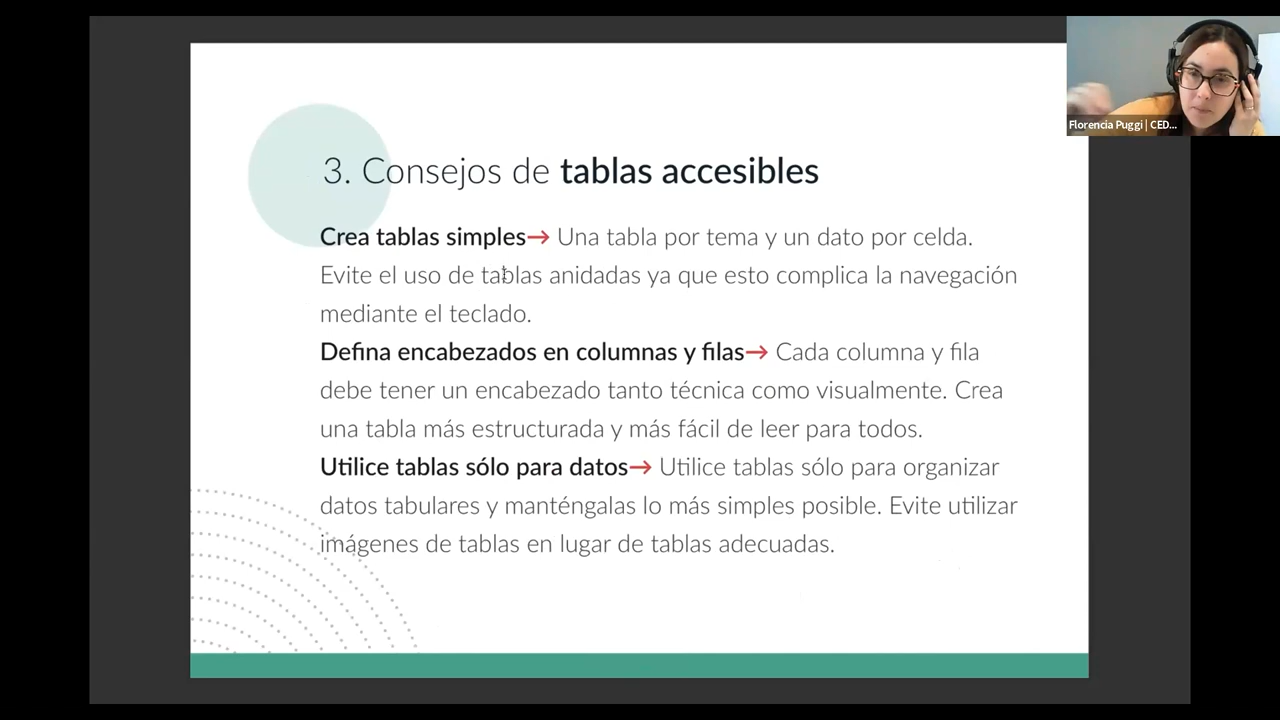 3. Consejos de tablas accesibles
Crea tablas simples→ Una tabla por tema y un dato por celda.
Evite el uso de tablas anidadas ya que esto complica la navegación
mediante el teclado.
Defina encabezados en columnas y filas→ Cada columna y fila
debe tener un encabezado tanto técnica como visualmente. Crea
una tabla más estructurada y más fácil de leer para todos.
Utilice tablas sólo para datos→ Utilice tablas sólo para organizar
datos tabulares y manténgalas lo más simples posible. Evite utilizar
imágenes de tablas en lugar de tablas adecuadas.
Florencia Puggi | CED...